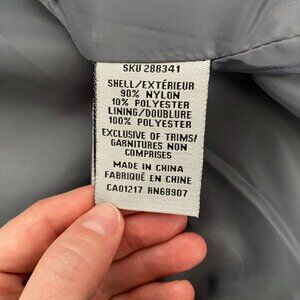 SKU 288341
SHELL/EXTÉRIEUR
90% NYLON
10% POLYESTER
LINING/DOUBLURE
100% POLYESTER
EXCLUSIVE OF TRIMS/
GARNITURES NON
COMPRISES
MADE IN CHINA
FABRIQUÉ EN CHINE
CA01217 RN68907